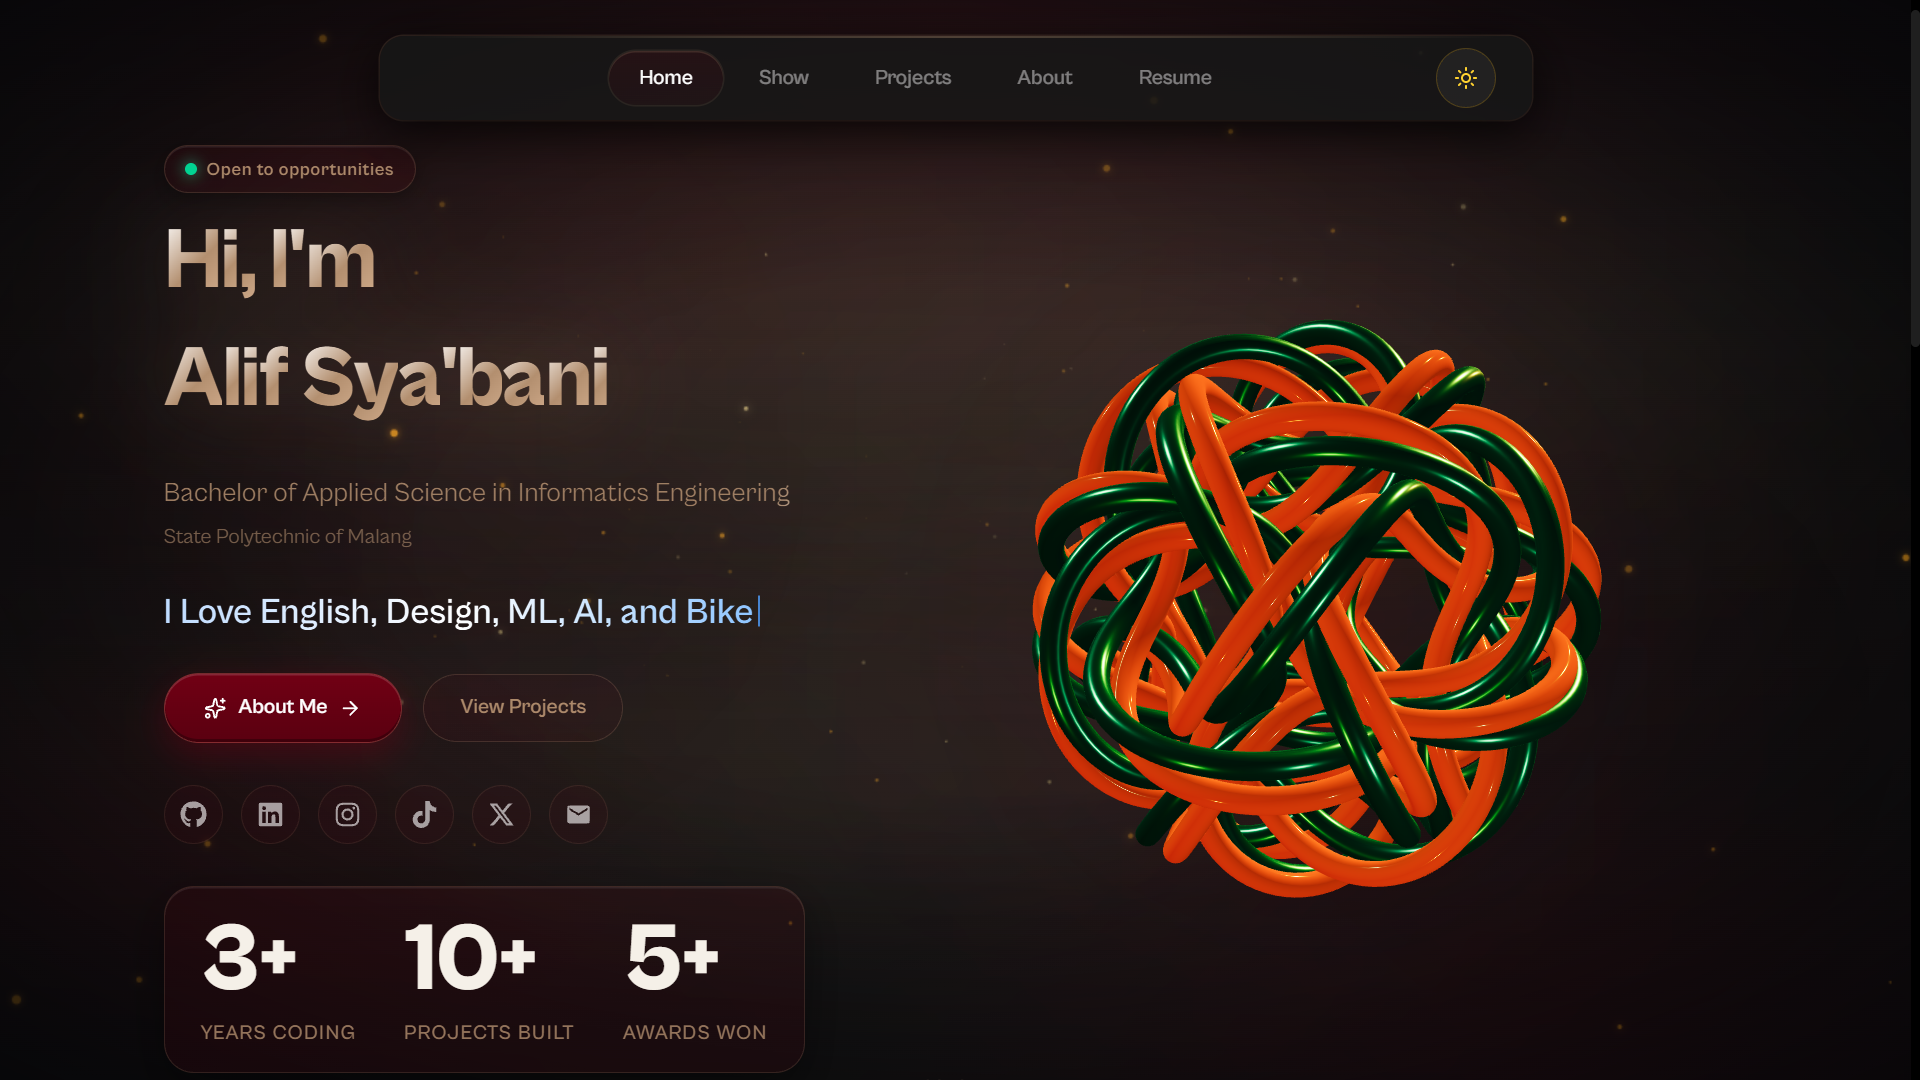 Home
Show
Projects
About
Resume
Open to opportunities
Hi, I'm
Alif Sya'bani
Bachelor of Applied Science in Informatics Engineering
State Polytechnic of Malang
I Love English, Design, ML, AI, and Bike
About Me
View Projects
3+
10+
5+
YEARS CODING
PROJECTS BUILT
AWARDS WON